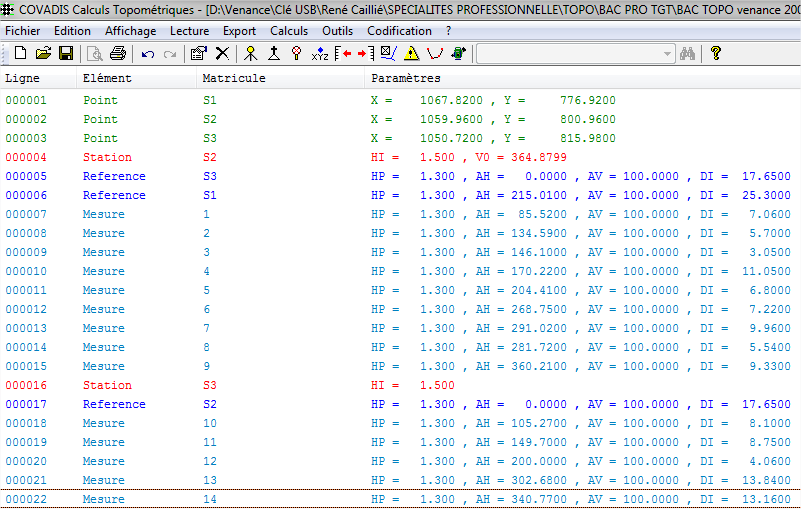 COVADIS Calculs Topométriques - [D:\Venance\Clé USB\René Caillié\SPECIALITES PROFESSIONNELLE\TOPO\BAC PRO TGT\BAC TOPO venance 200
Fichier Edition Affichage Lecture Export Calculs Outils Codification ?
XYZ
Ligne Elément Matricule Paramètres
000001 Point S1 X = 1067.8200 , Y = 776.9200
000002 Point S2 X = 1059.9600 , Y = 800.9600
000003 Point S3 X = 1050.7200 , Y = 815.9800
000004 Station S2 HI = 1.500 , V0 = 364.8799
000005 Reference S3 HP = 1.300 , AH = 0.0000 , AV = 100.0000 , DI = 17.6500
000006 Reference S1 HP = 1.300 , AH = 215.0100 , AV = 100.0000 , DI = 25.3000
000007 Mesure 1 HP = 1.300 , AH = 85.5200 , AV = 100.0000 , DI = 7.0600
000008 Mesure 2 HP = 1.300 , AH = 134.5900 , AV = 100.0000 , DI = 5.7000
000009 Mesure 3 HP = 1.300 , AH = 146.1000 , AV = 100.0000 , DI = 3.0500
000010 Mesure 4 HP = 1.300 , AH = 170.2200 , AV = 100.0000 , DI = 11.0500
000011 Mesure 5 HP = 1.300 , AH = 204.4100 , AV = 100.0000 , DI = 6.8000
000012 Mesure 6 HP = 1.300 , AH = 268.7500 , AV = 100.0000 , DI = 7.2200
000013 Mesure 7 HP = 1.300 , AH = 291.0200 , AV = 100.0000 , DI = 9.9600
000014 Mesure 8 HP = 1.300 , AH = 281.7200 , AV = 100.0000 , DI = 5.5400
000015 Mesure 9 HP = 1.300 , AH = 360.2100 , AV = 100.0000 , DI = 9.3300
000016 Station S3 HI = 1.500
000017 Reference S2 HP = 1.300 , AH = 0.0000 , AV = 100.0000 , DI = 17.6500
000018 Mesure 10 HP = 1.300 , AH = 105.2700 , AV = 100.0000 , DI = 8.1000
000019 Mesure 11 HP = 1.300 , AH = 149.7000 , AV = 100.0000 , DI = 8.7500
000020 Mesure 12 HP = 1.300 , AH = 200.0000 , AV = 100.0000 , DI = 4.0600
000021 Mesure 13 HP = 1.300 , AH = 302.6800 , AV = 100.0000 , DI = 13.8400
000022 Mesure 14 HP = 1.300 , AH = 340.7700 , AV = 100.0000 , DI = 13.1600